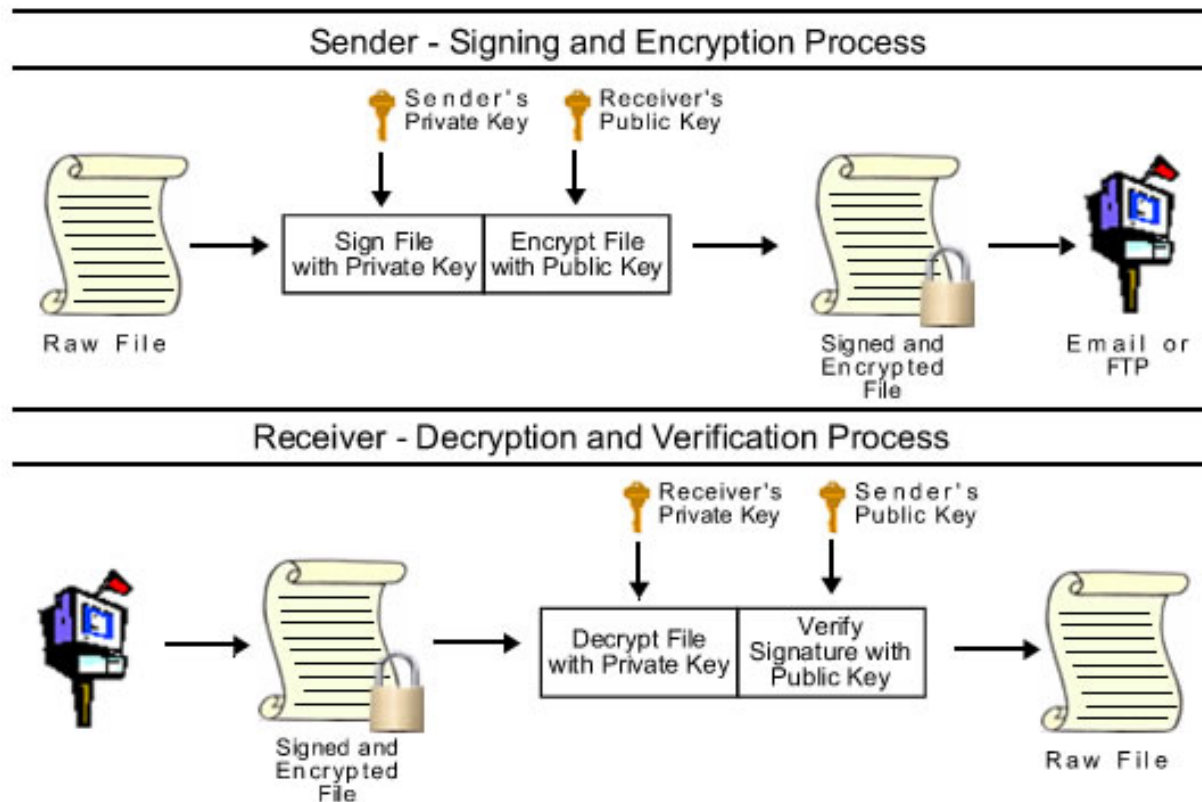 Sender - Signing and Encryption Process
Sender's
Private Key
Receiver's
Public Key
Sign File
with Private Key
Encrypt File
with Public Key
Raw File
Signed and
Encrypted
File
Email or
FTP
Receiver - Decryption and Verification Process
Receiver's
Private Key
Sender's
Public Key
Decrypt File
with Private Key
Verify
Signature with
Public Key
Signed and
Encrypted
File
Raw File